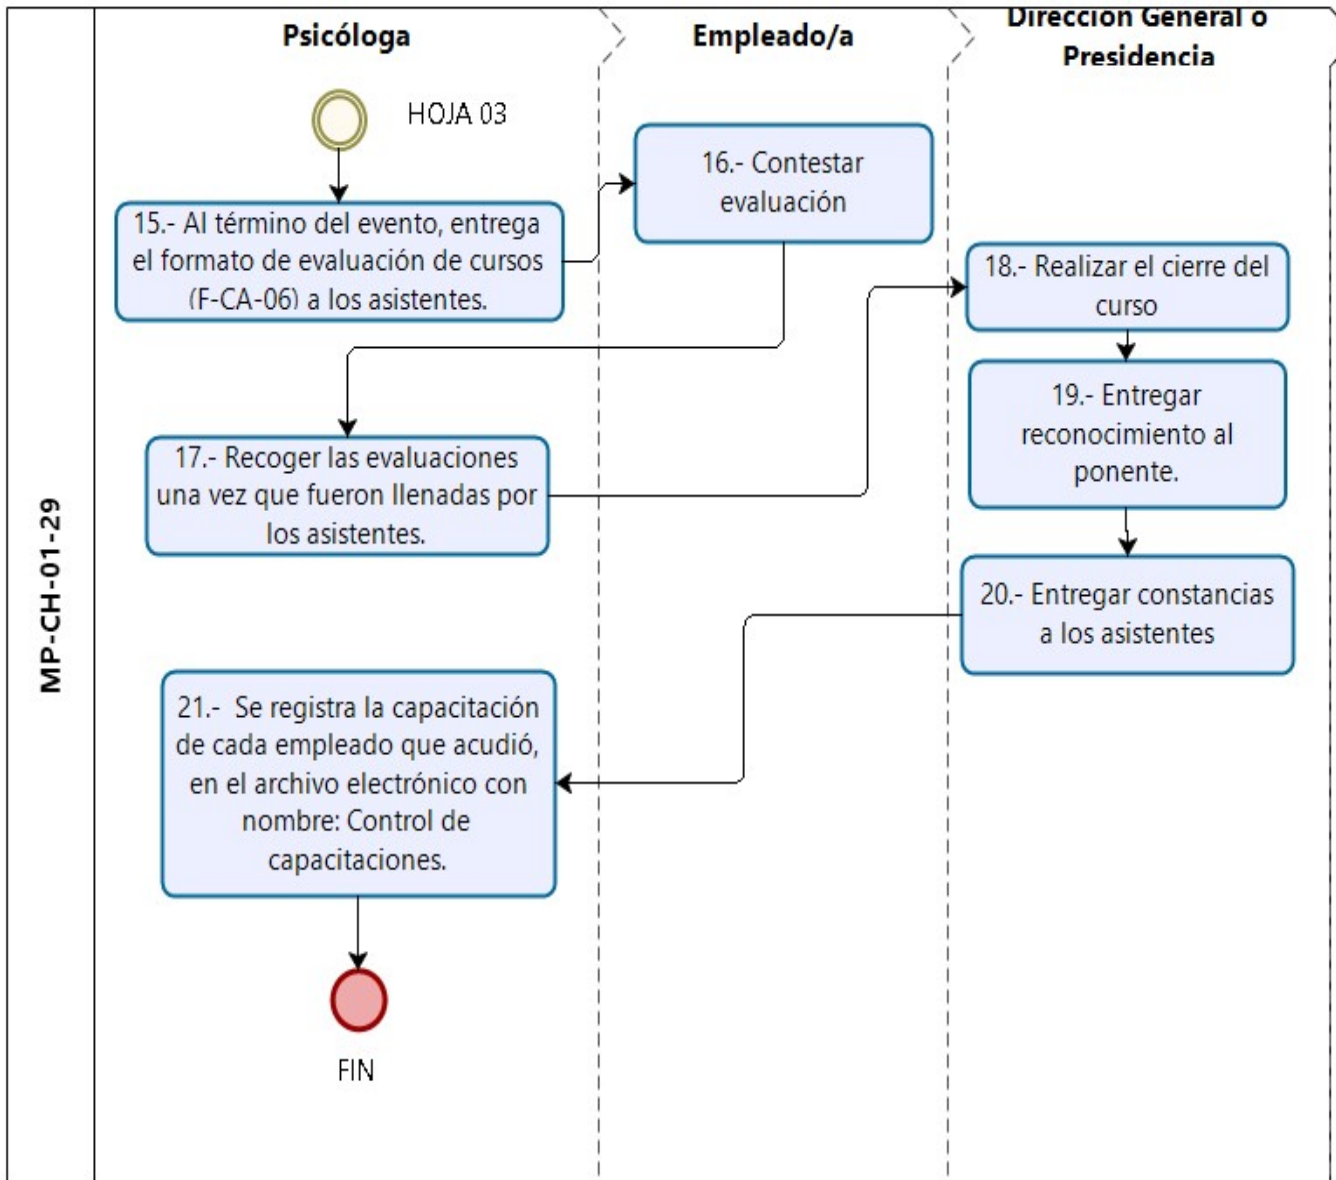 Psicóloga
Empleado/a
Dirección General o
Presidencia
MP-CH-01-29
HOJA 03
15.- Al término del evento, entrega
el formato de evaluación de cursos
(F-CA-06) a los asistentes.
16.- Contestar
evaluación
17.- Recoger las evaluaciones
una vez que fueron llenadas por
los asistentes.
18.- Realizar el cierre del
curso
19.- Entregar
reconocimiento al
ponente.
20.- Entregar constancias
a los asistentes
21.- Se registra la capacitación
de cada empleado que acudió,
en el archivo electrónico con
nombre: Control de
capacitaciones.
FIN